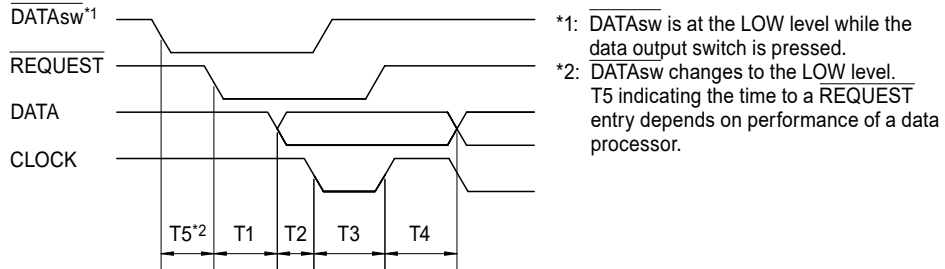 DATAsw*1
REQUEST
DATA
CLOCK
T5*2 T1 T2 T3 T4
*1: DATAsw is at the LOW level while the
data output switch is pressed.
*2: DATAsw changes to the LOW level.
T5 indicating the time to a REQUEST
entry depends on performance of a data
processor.